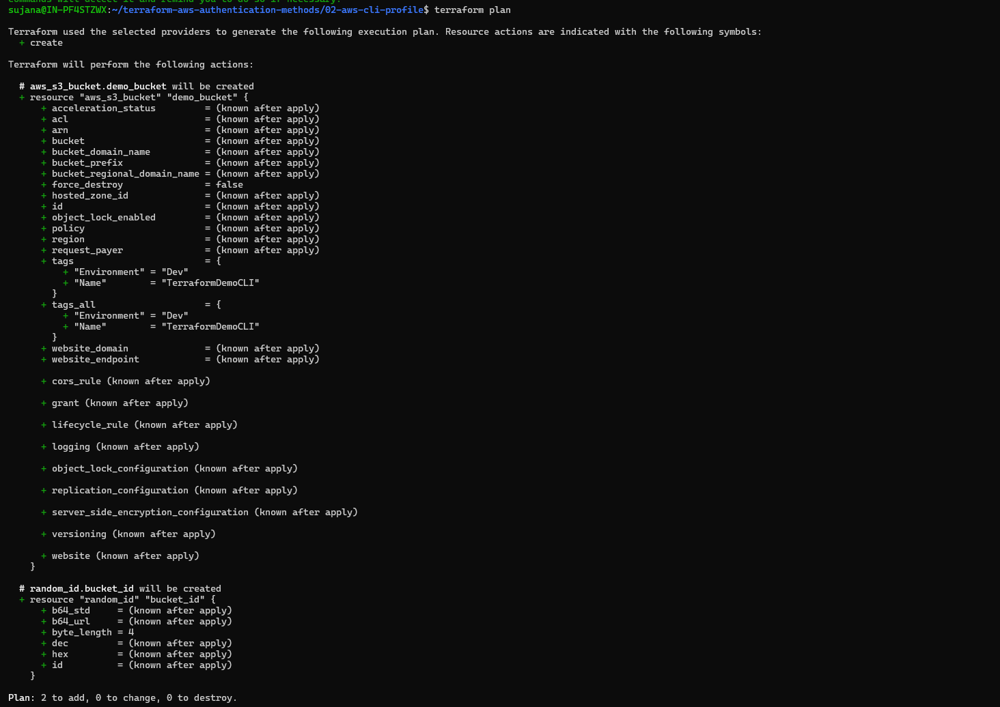 commands will detect it and remind you to do so if necessary.
sujana@IN-PF4STZWX:~/terraform-aws-authentication-methods/02-aws-cli-profile$ terraform plan
Terraform used the selected providers to generate the following execution plan. Resource actions are indicated with the following symbols:
+ create
Terraform will perform the following actions:
# aws_s3_bucket.demo_bucket will be created
+ resource "aws_s3_bucket" "demo_bucket" {
+ acceleration_status = (known after apply)
+ acl = (known after apply)
+ arn = (known after apply)
+ bucket = (known after apply)
+ bucket_domain_name = (known after apply)
+ bucket_prefix = (known after apply)
+ bucket_regional_domain_name = (known after apply)
+ force_destroy = false
+ hosted_zone_id = (known after apply)
+ id = (known after apply)
+ object_lock_enabled = (known after apply)
+ policy = (known after apply)
+ region = (known after apply)
+ request_payer = (known after apply)
+ tags = {
+ "Environment" = "Dev"
+ "Name" = "TerraformDemoCLI"
}
+ tags_all = {
+ "Environment" = "Dev"
+ "Name" = "TerraformDemoCLI"
}
+ website_domain = (known after apply)
+ website_endpoint = (known after apply)
+ cors_rule (known after apply)
+ grant (known after apply)
+ lifecycle_rule (known after apply)
+ logging (known after apply)
+ object_lock_configuration (known after apply)
+ replication_configuration (known after apply)
+ server_side_encryption_configuration (known after apply)
+ versioning (known after apply)
+ website (known after apply)
}
# random_id.bucket_id will be created
+ resource "random_id" "bucket_id" {
+ b64_std = (known after apply)
+ b64_url = (known after apply)
+ byte_length = 4
+ dec = (known after apply)
+ hex = (known after apply)
+ id = (known after apply)
}
Plan: 2 to add, 0 to change, 0 to destroy.